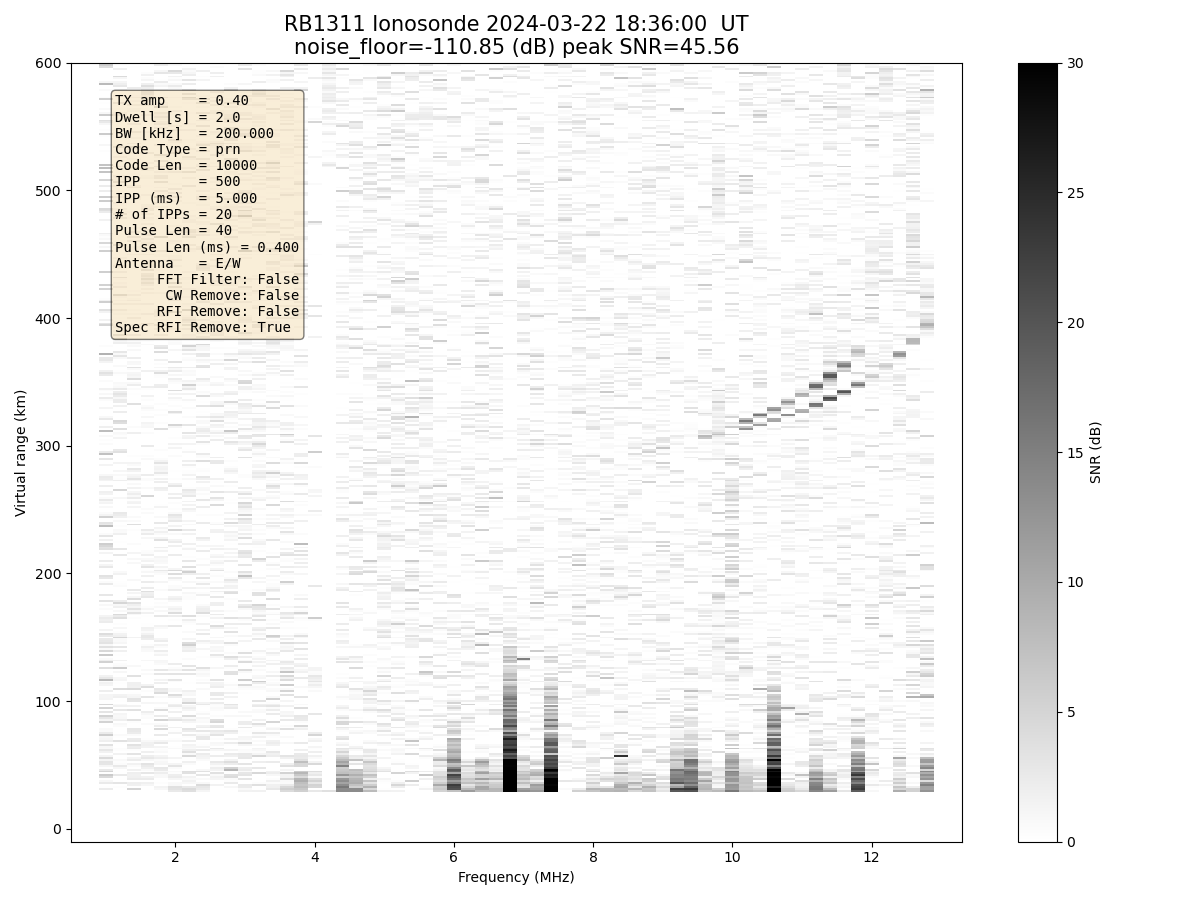 RB1311 Ionosonde 2024-03-22 18:36:00  UT
noise_floor=-110.85 (dB) peak SNR=45.56
TX amp    = 0.40
Dwell [s] = 2.0
BW [kHz]  = 200.000
Code Type = prn
Code Len  = 10000
IPP       = 500
IPP (ms)  = 5.000
# of IPPs = 20
Pulse Len = 40
Pulse Len (ms) = 0.400
Antenna   = E/W
FFT Filter: False
CW Remove: False
RFI Remove: False
Spec RFI Remove: True
Virtual range (km)
600
500
400
300
200
100
0
2 4 6 8 10 12
Frequency (MHz)
30
25
20
15
10
5
0
SNR (dB)